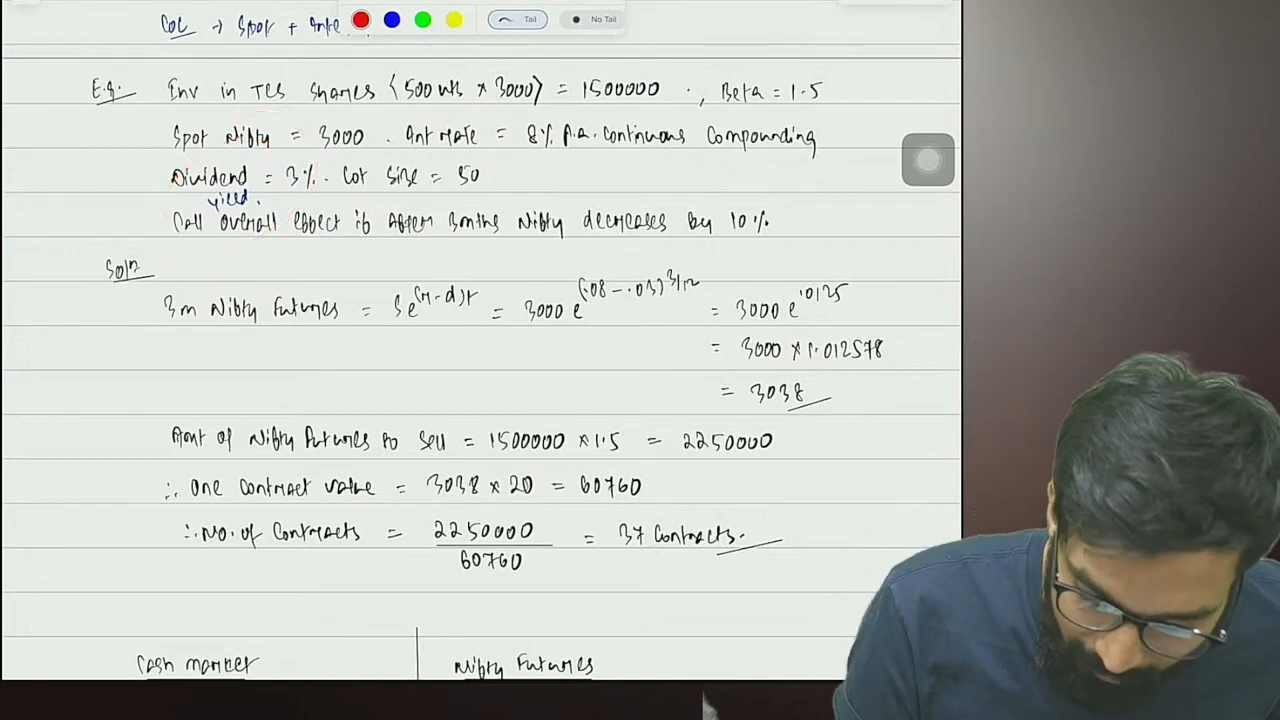 CoC → Spot + Inte
Tail
No Tail
E.g. Inv in TCS shares (500 sh × 3000) = 1500000 , Beta = 1.5
Spot Nifty = 3000 . Int rate = 8% p.a. continuous compounding
Dividend = 3% . Lot size = 50
yield.
Call overall effect if after 3months Nifty decreases by 10%
Soln
3m Nifty Futures = Se^(r-d)t = 3000 e^(.08 - .03)3/12 = 3000 e^.0125
= 3000 × 1.012578
= 3038
Amt of Nifty Futures to sell = 1500000 × 1.5 = 2250000
∴ One contract value = 3038 × 20 = 60760
∴ No. of contracts = 2250000 / 60760 = 37 contracts.
Cash market
Nifty Futures